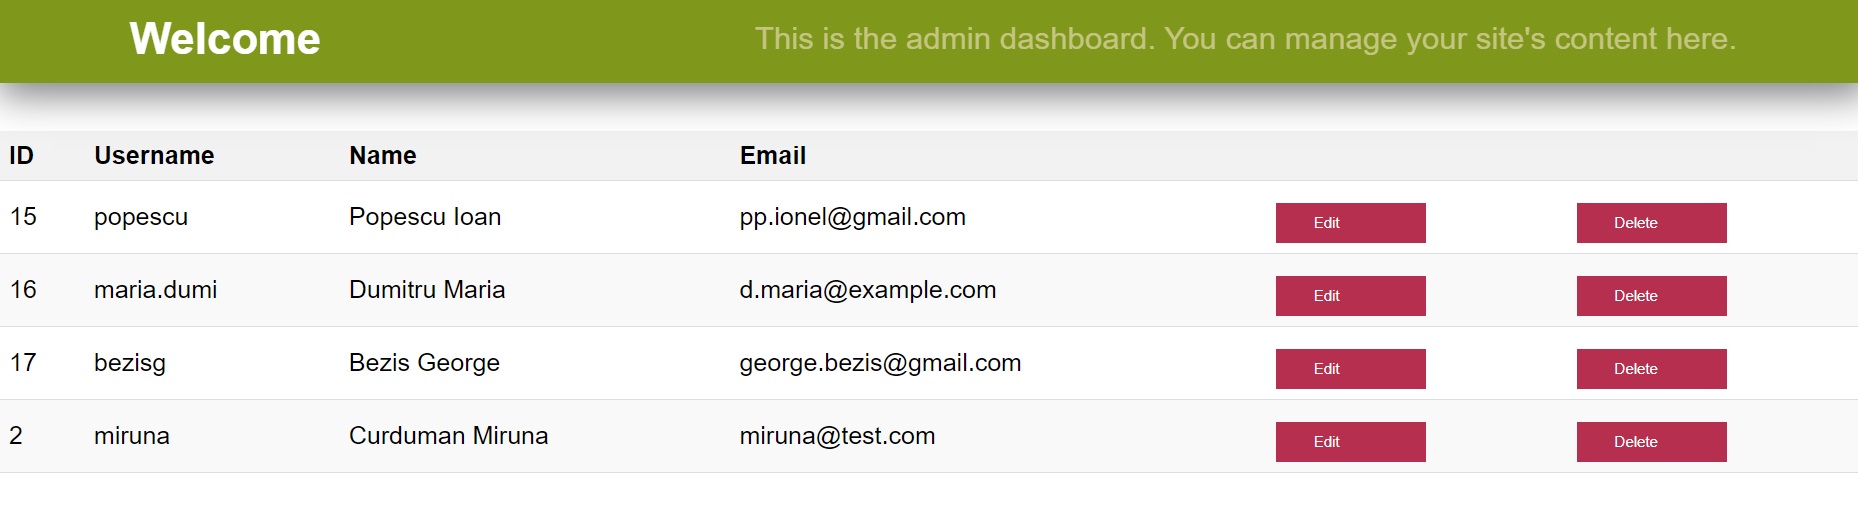 Welcome This is the admin dashboard. You can manage your site's content here.
ID Username Name Email
15 popescu Popescu Ioan pp.ionel@gmail.com Edit Delete
16 maria.dumi Dumitru Maria d.maria@example.com Edit Delete
17 bezisg Bezis George george.bezis@gmail.com Edit Delete
2 miruna Curduman Miruna miruna@test.com Edit Delete